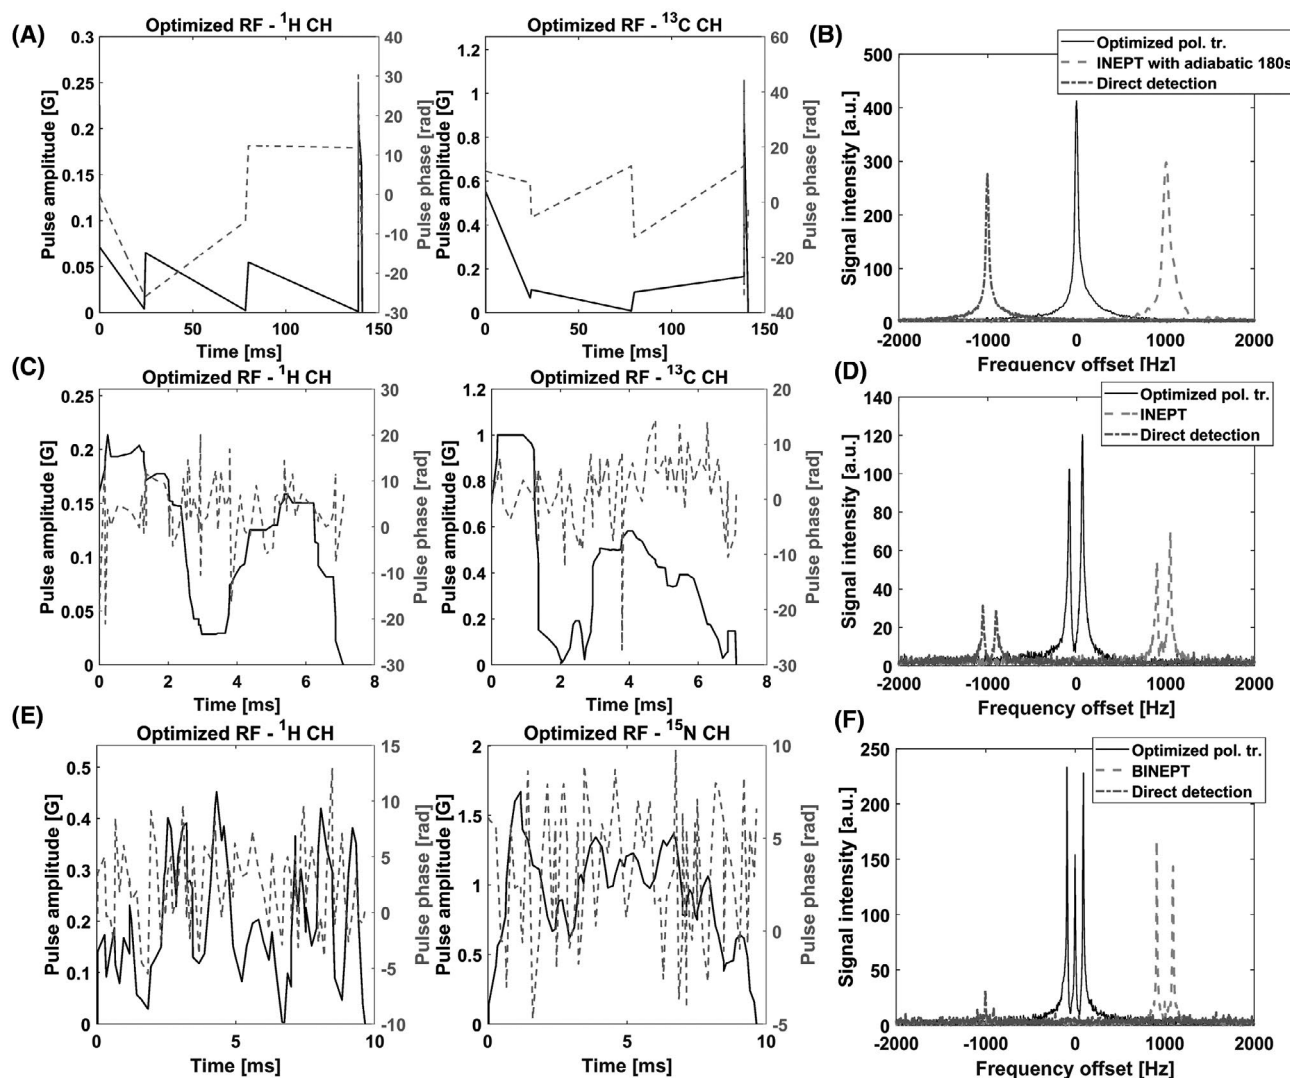 (A)
Optimized RF - ¹H CH
Pulse amplitude [G]
0.3
0.25
0.2
0.15
0.1
0.05
0
40
30
20
10
0
-10
-20
-30
Pulse phase [rad]
0 50 100 150
Time [ms]
Optimized RF - ¹³C CH
Pulse amplitude [G]
1.2
1
0.8
0.6
0.4
0.2
0
60
40
20
0
-20
-40
Pulse phase [rad]
0 50 100 150
Time [ms]
(B)
Optimized pol. tr.
INEPT with adiabatic 180s
Direct detection
Signal intensity [a.u.]
500
400
300
200
100
0
-2000 -1000 0 1000 2000
Frequency offset [Hz]
(C)
Optimized RF - ¹H CH
Pulse amplitude [G]
0.25
0.2
0.15
0.1
0.05
0
30
20
10
0
-10
-20
-30
Pulse phase [rad]
0 2 4 6 8
Time [ms]
Optimized RF - ¹³C CH
Pulse amplitude [G]
1.2
1
0.8
0.6
0.4
0.2
0
20
10
0
-10
-20
-30
Pulse phase [rad]
0 2 4 6 8
Time [ms]
(D)
Optimized pol. tr.
INEPT
Direct detection
Signal intensity [a.u.]
140
120
100
80
60
40
20
0
-2000 -1000 0 1000 2000
Frequency offset [Hz]
(E)
Optimized RF - ¹H CH
Pulse amplitude [G]
0.5
0.4
0.3
0.2
0.1
0
15
10
5
0
-5
-10
Pulse phase [rad]
0 5 10
Time [ms]
Optimized RF - ¹⁵N CH
Pulse amplitude [G]
2
1.5
1
0.5
0
10
5
0
-5
Pulse phase [rad]
0 5 10
Time [ms]
(F)
Optimized pol. tr.
BINEPT
Direct detection
Signal intensity [a.u.]
250
200
150
100
50
0
-2000 -1000 0 1000 2000
Frequency offset [Hz]